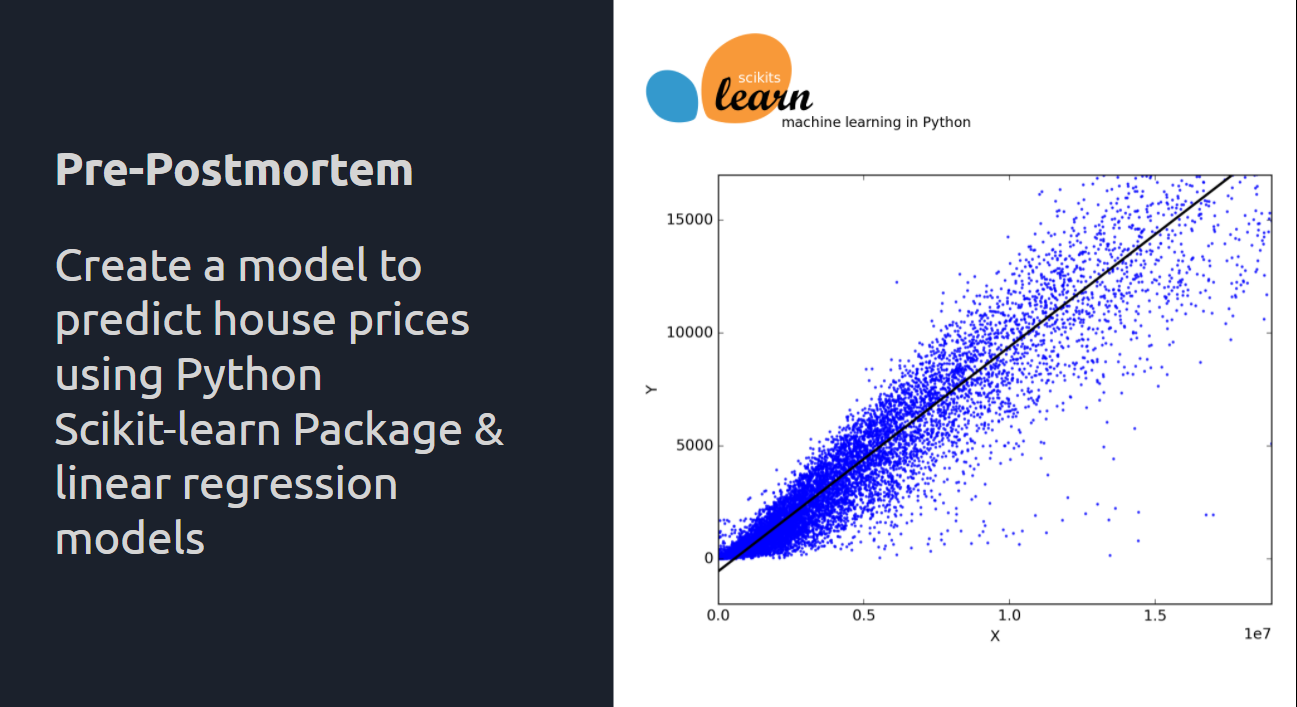 Pre-Postmortem
Create a model to
predict house prices
using Python
Scikit-learn Package &
linear regression
models
scikits
learn
machine learning in Python
15000
10000
5000
0
Y
0.0
0.5
1.0
1.5
1e7
X